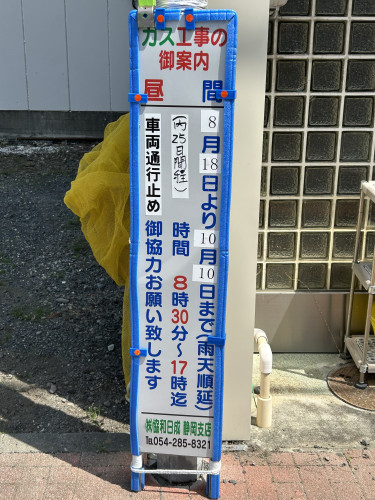 ガス工事の
御案内
昼間
8月18日より10月10日まで(雨天順延)
(内25日間程)
時間 8時30分～17時迄
車両通行止め
御協力お願い致します
㈱協和日成 静岡支店
TEL054-285-8321